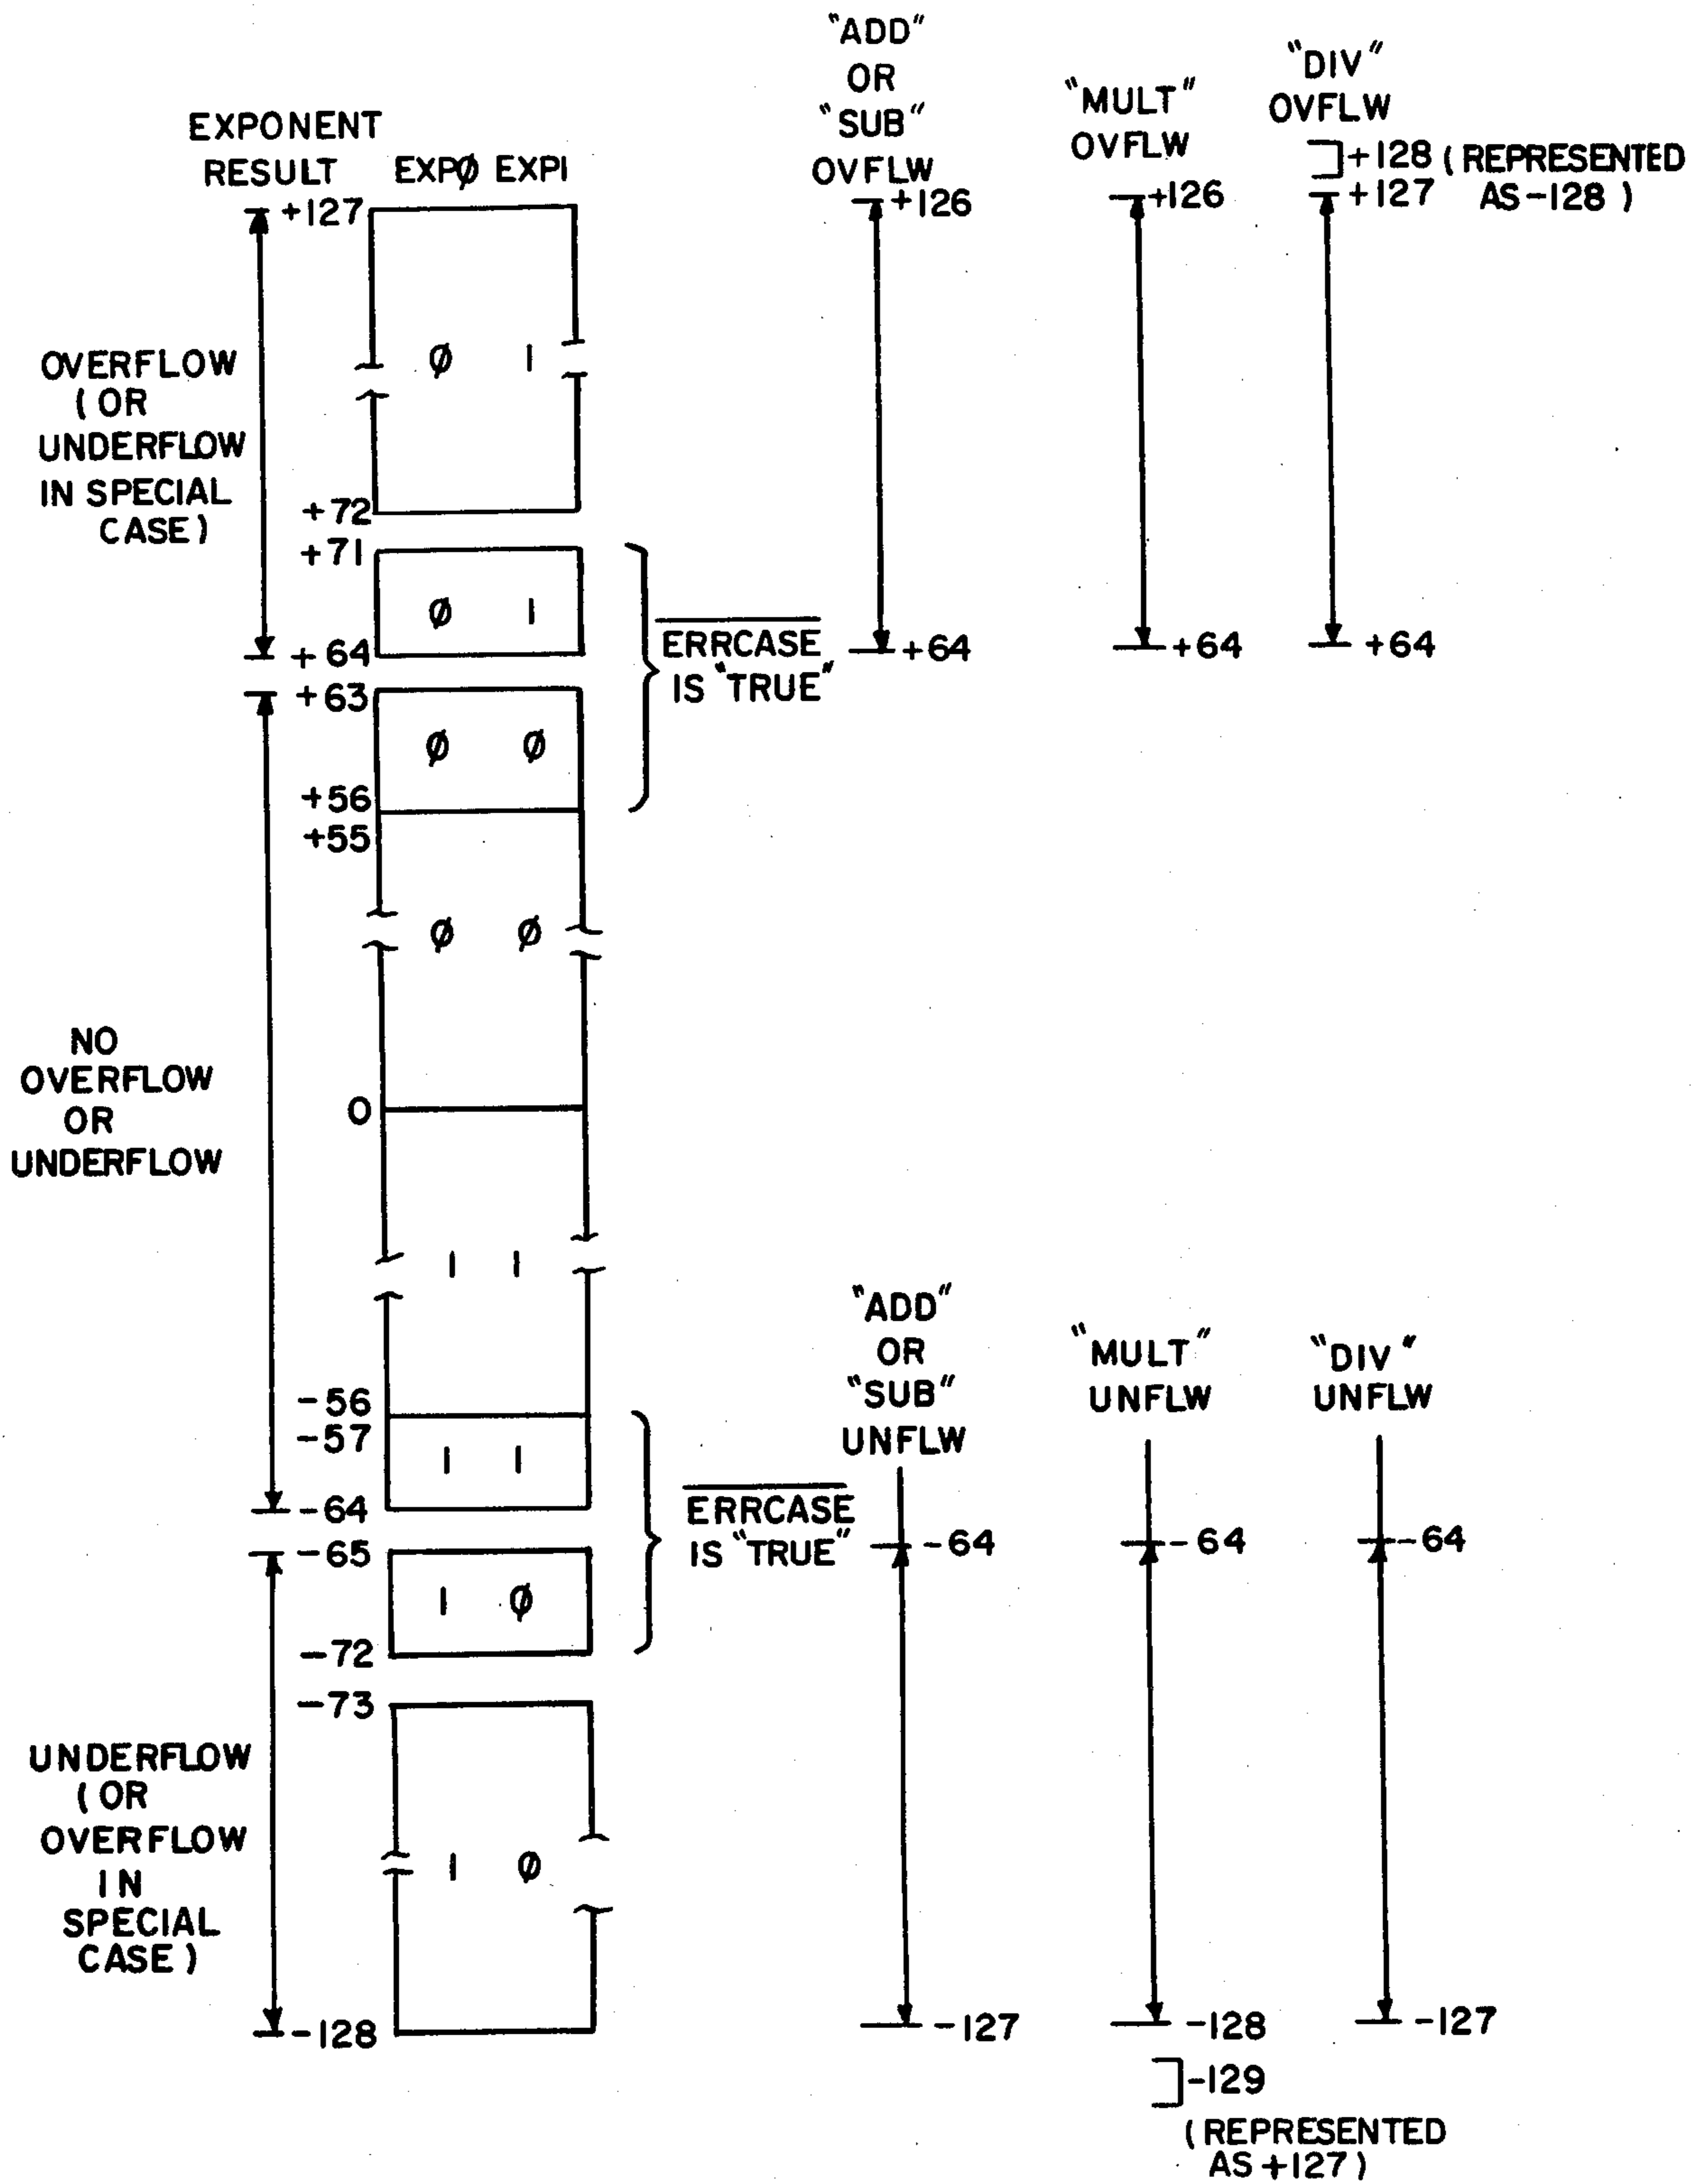 "ADD"
OR
"SUB"
OVFLW
"MULT"
OVFLW
"DIV"
OVFLW
+128 (REPRESENTED
AS -128 )
EXPONENT
RESULT
EXPØ EXP1
+127
+126
+126
+127
OVERFLOW
(OR
UNDERFLOW
IN SPECIAL
CASE)
Ø 1
+72
+71
Ø 1
+64
ERRCASE
IS "TRUE"
+64
+64
+64
+63
Ø Ø
+56
+55
Ø Ø
NO
OVERFLOW
OR
UNDERFLOW
0
1 1
-56
-57
1 1
-64
-65
ERRCASE
IS "TRUE"
1 Ø
-72
-73
"ADD"
OR
"SUB"
UNFLW
"MULT"
UNFLW
"DIV"
UNFLW
-64
-64
-64
UNDERFLOW
(OR
OVERFLOW
IN
SPECIAL
CASE)
1 Ø
-128
-127
-128
-127
-129
(REPRESENTED
AS +127)